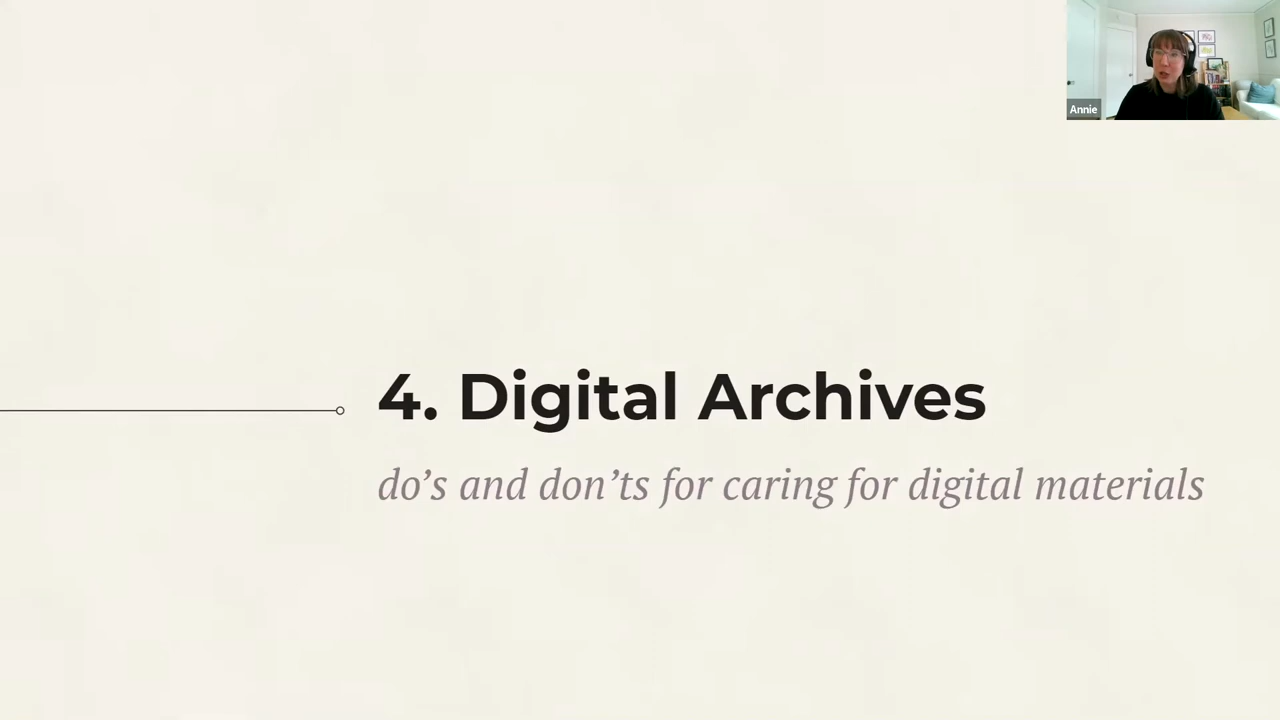 Annie
4. Digital Archives
do’s and don’ts for caring for digital materials